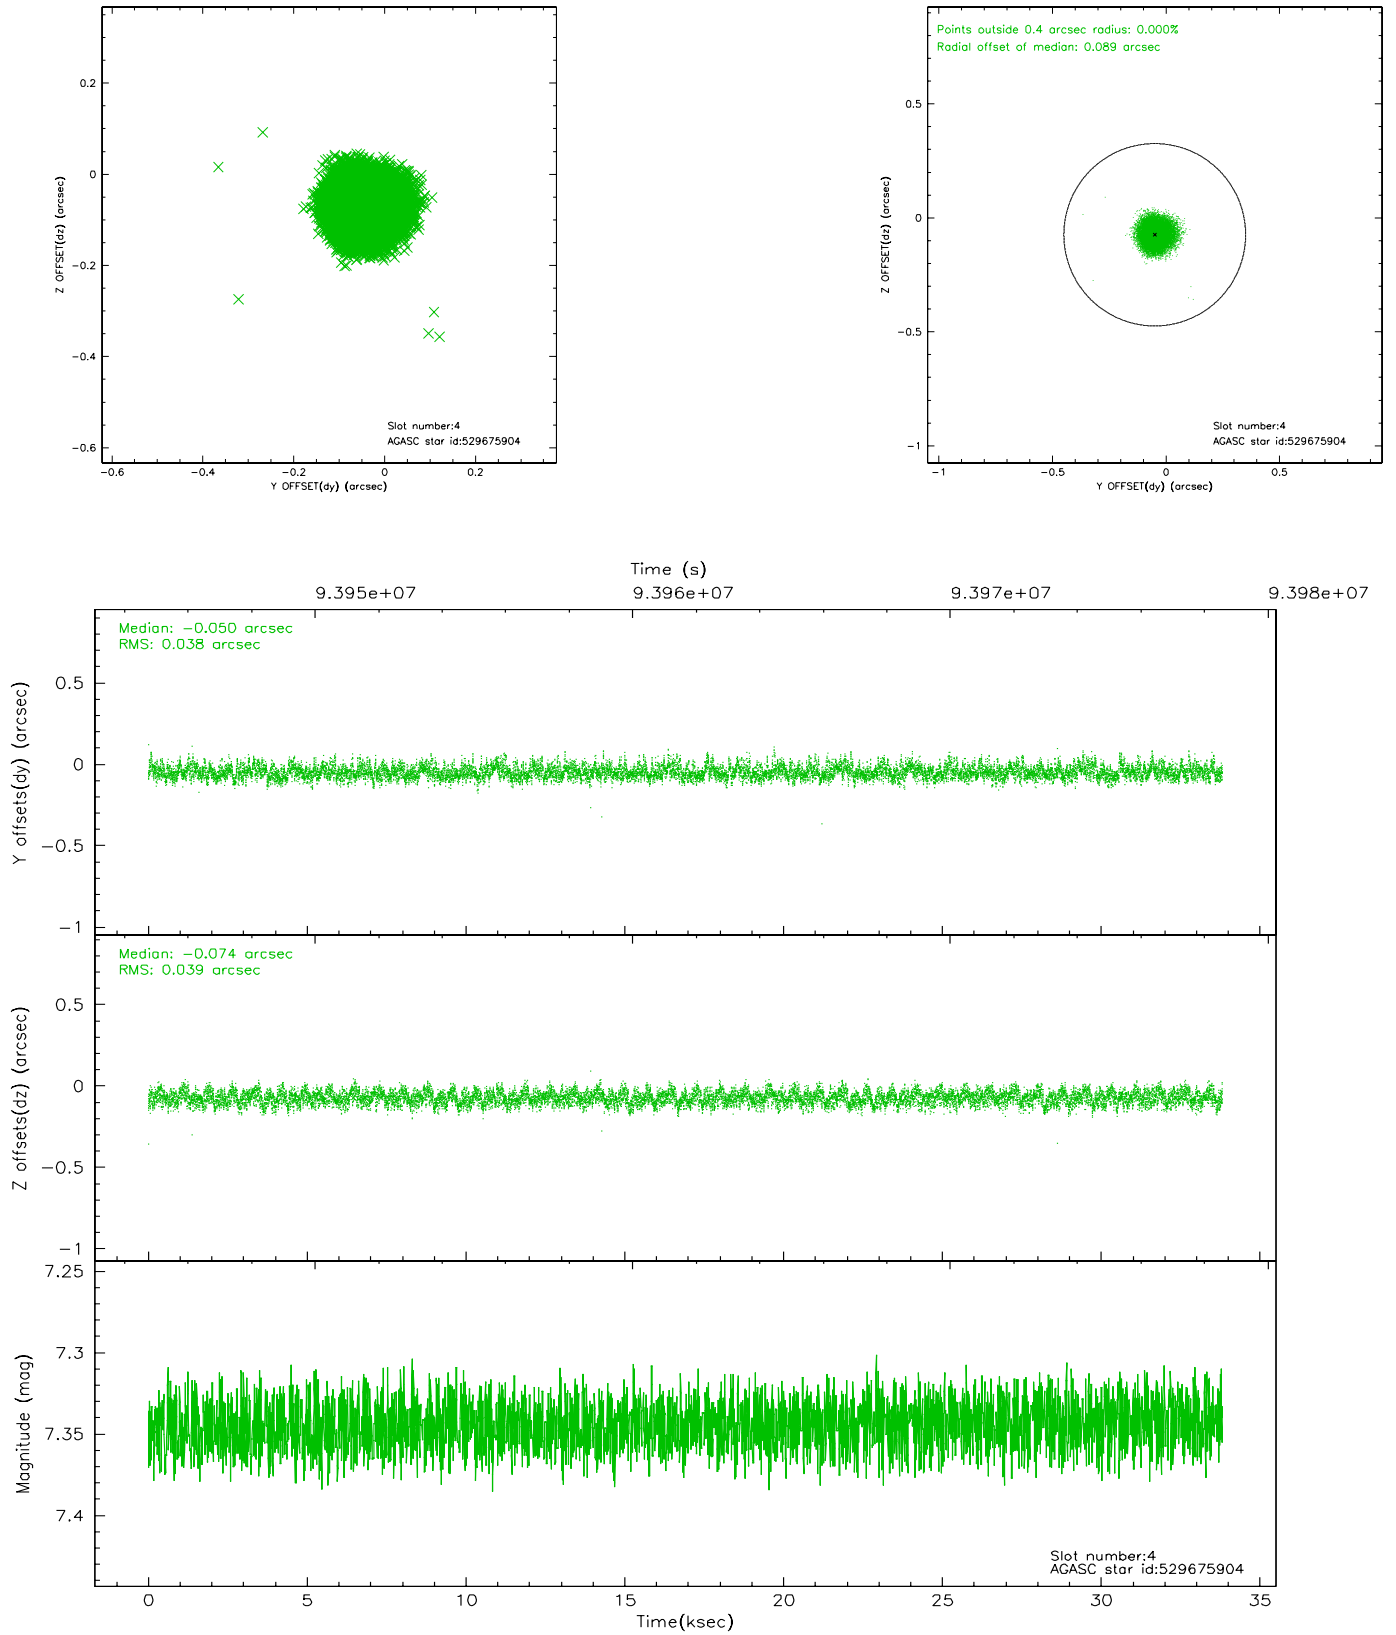 0.2
0
−0.2
−0.4
−0.6
Z OFFSET(dz) (arcsec)
Slot number:4
AGASC star id:529675904
−0.6
−0.4
−0.2
0
0.2
Y OFFSET(dy) (arcsec)
Points outside 0.4 arcsec radius: 0.000%
Radial offset of median: 0.089 arcsec
0.5
0
−0.5
−1
Z OFFSET(dz) (arcsec)
Slot number:4
AGASC star id:529675904
−1
−0.5
0
0.5
Y OFFSET(dy) (arcsec)
Time (s)
9.395e+07
9.396e+07
9.397e+07
9.398e+07
Median: −0.050 arcsec
RMS: 0.038 arcsec
0.5
0
−0.5
−1
Y offsets(dy) (arcsec)
Median: −0.074 arcsec
RMS: 0.039 arcsec
0.5
0
−0.5
−1
Z offsets(dz) (arcsec)
7.25
7.3
7.35
7.4
Magnitude (mag)
Slot number:4
AGASC star id:529675904
0
5
10
15
20
25
30
35
Time(ksec)